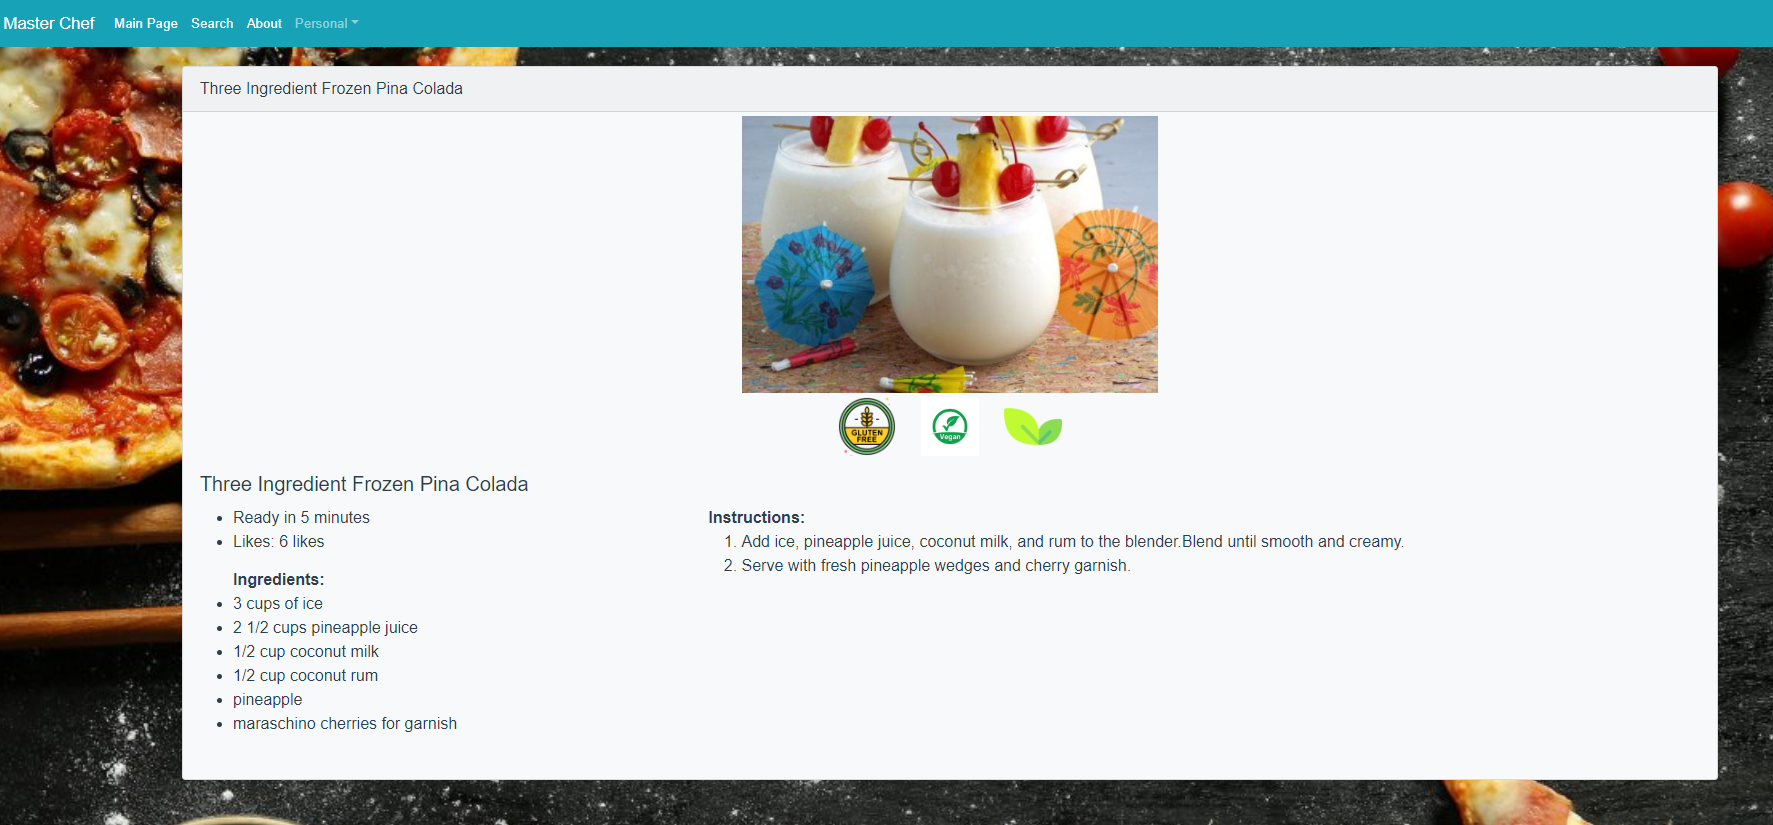 Master Chef Main Page Search About Personal
Three Ingredient Frozen Pina Colada
GLUTEN
FREE
Vegan
Three Ingredient Frozen Pina Colada
Ready in 5 minutes
Likes: 6 likes
Ingredients:
3 cups of ice
2 1/2 cups pineapple juice
1/2 cup coconut milk
1/2 cup coconut rum
pineapple
maraschino cherries for garnish
Instructions:
1. Add ice, pineapple juice, coconut milk, and rum to the blender.Blend until smooth and creamy.
2. Serve with fresh pineapple wedges and cherry garnish.